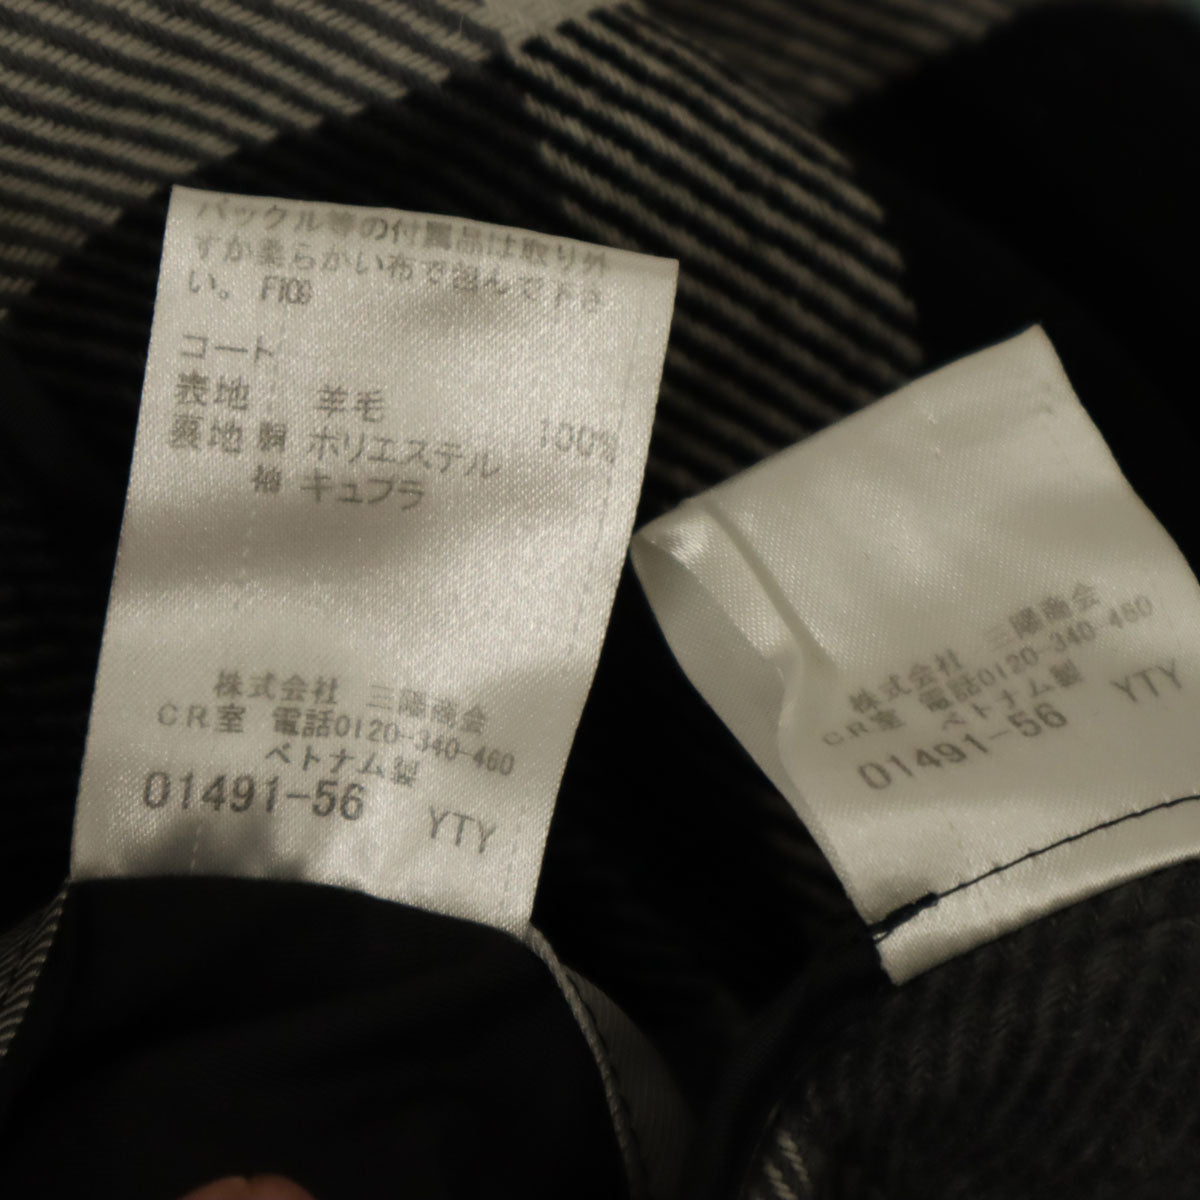 バックル等の付属品は取り外
すか柔らかい布で包んで下さ
い。 F109
コート
表地 羊毛
100%
裏地 胴 ポリエステル
袖 キュプラ
株式会社 三陽商会
CR室 電話0120-340-460
ベトナム製
01491-56 YTY
株式会社 三陽商会
CR室 電話0120-340-460
ベトナム製
01491-56 YTY